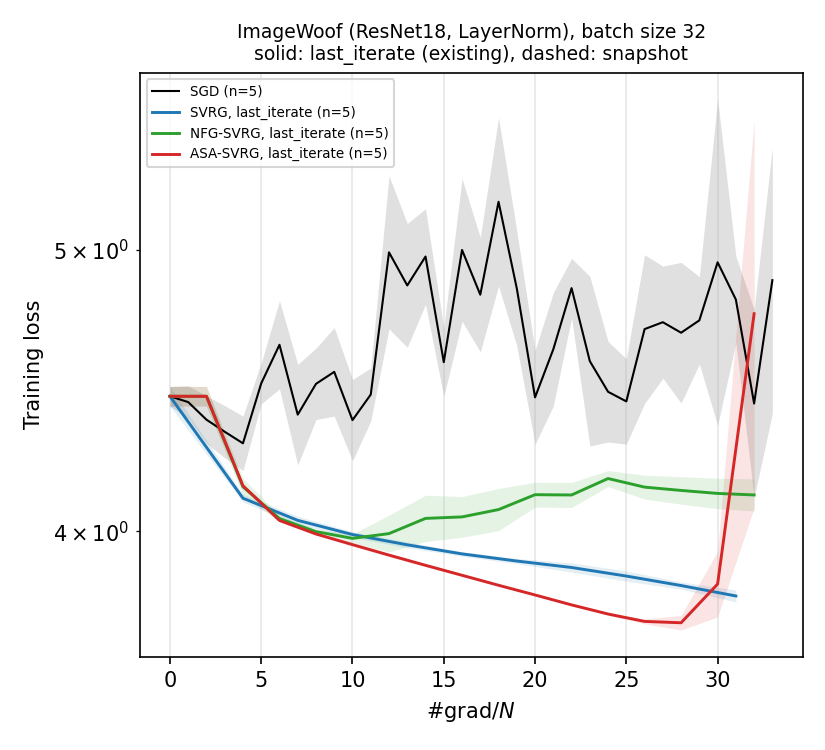 ImageWoof (ResNet18, LayerNorm), batch size 32
solid: last_iterate (existing), dashed: snapshot
SGD (n=5)
SVRG, last_iterate (n=5)
NFG-SVRG, last_iterate (n=5)
ASA-SVRG, last_iterate (n=5)
Training loss
5 × 10⁰
4 × 10⁰
0 5 10 15 20 25 30
#grad/N